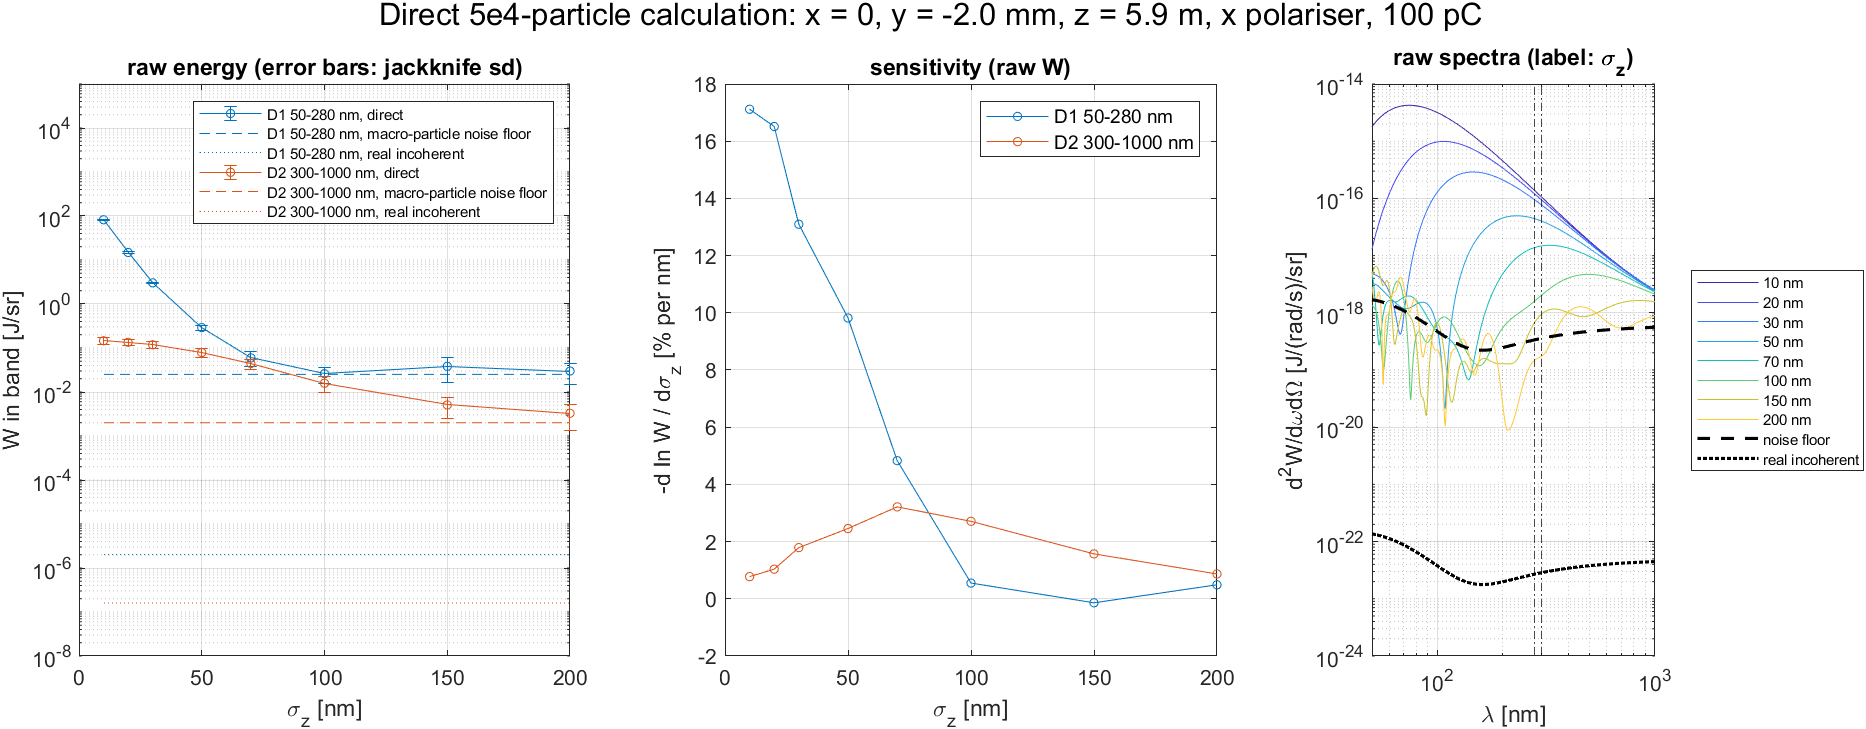 Direct 5e4-particle calculation: x = 0, y = -2.0 mm, z = 5.9 m, x polariser, 100 pC
raw energy (error bars: jackknife sd)
D1 50-280 nm, direct
D1 50-280 nm, macro-particle noise floor
D1 50-280 nm, real incoherent
D2 300-1000 nm, direct
D2 300-1000 nm, macro-particle noise floor
D2 300-1000 nm, real incoherent
W in band [J/sr]
10^4
10^2
10^0
10^-2
10^-4
10^-6
10^-8
0
50
100
150
200
σ_z [nm]
sensitivity (raw W)
D1 50-280 nm
D2 300-1000 nm
-d ln W / dσ_z [% per nm]
18
16
14
12
10
8
6
4
2
0
-2
0
50
100
150
200
σ_z [nm]
raw spectra (label: σ_z)
d^2W/dωdΩ [J/(rad/s)/sr]
10^-14
10^-16
10^-18
10^-20
10^-22
10^-24
10^2
10^3
λ [nm]
10 nm
20 nm
30 nm
50 nm
70 nm
100 nm
150 nm
200 nm
noise floor
real incoherent